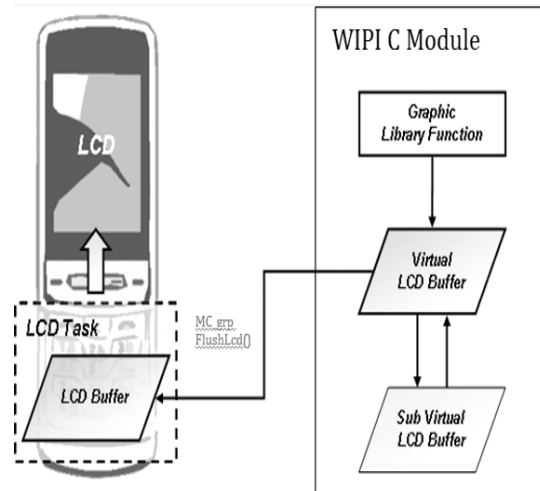 WIPI C Module
Graphic
Library Function
LCD
Virtual
LCD Buffer
MC_grp
FlushLcd()
LCD Task
LCD Buffer
Sub Virtual
LCD Buffer